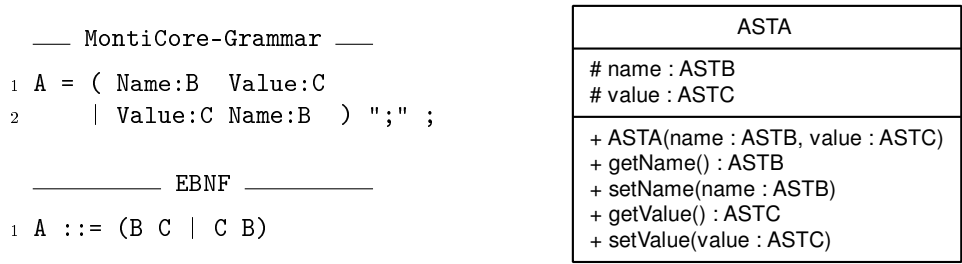 MontiCore-Grammar
1 A = ( Name:B  Value:C
2     | Value:C Name:B  ) ";" ;
EBNF
1 A ::= (B C | C B)
ASTA
# name : ASTB
# value : ASTC
+ ASTA(name : ASTB, value : ASTC)
+ getName() : ASTB
+ setName(name : ASTB)
+ getValue() : ASTC
+ setValue(value : ASTC)